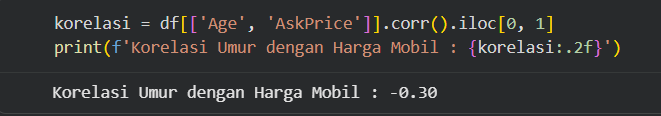 korelasi = df[['Age', 'AskPrice']].corr().iloc[0, 1]
print(f'Korelasi Umur dengan Harga Mobil : {korelasi:.2f}')
Korelasi Umur dengan Harga Mobil : -0.30